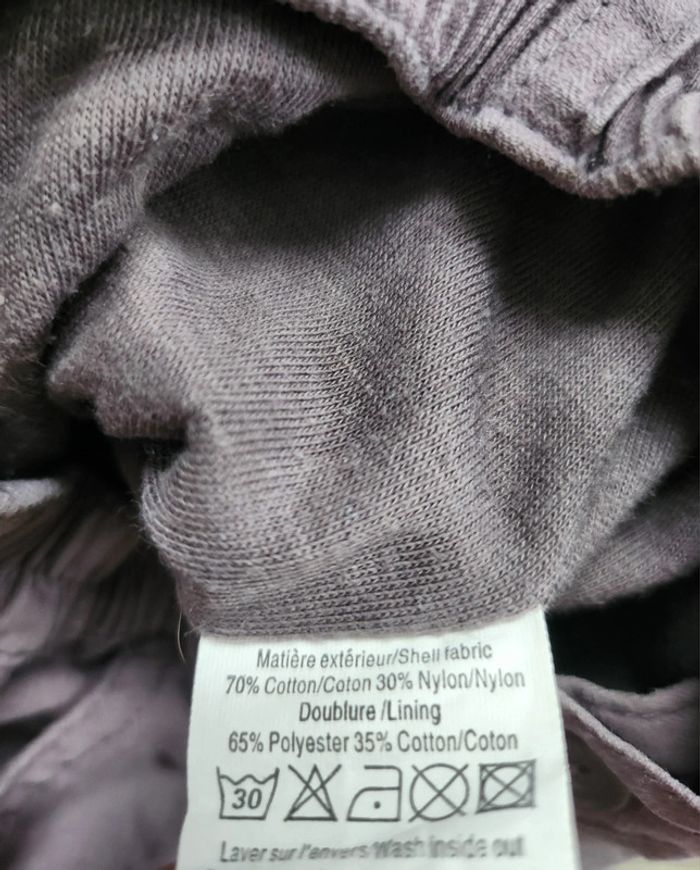 Matière extérieur/Shell fabric
70% Cotton/Coton 30% Nylon/Nylon
Doublure /Lining
65% Polyester 35% Cotton/Coton
30
Laver sur l'envers/Wash inside out